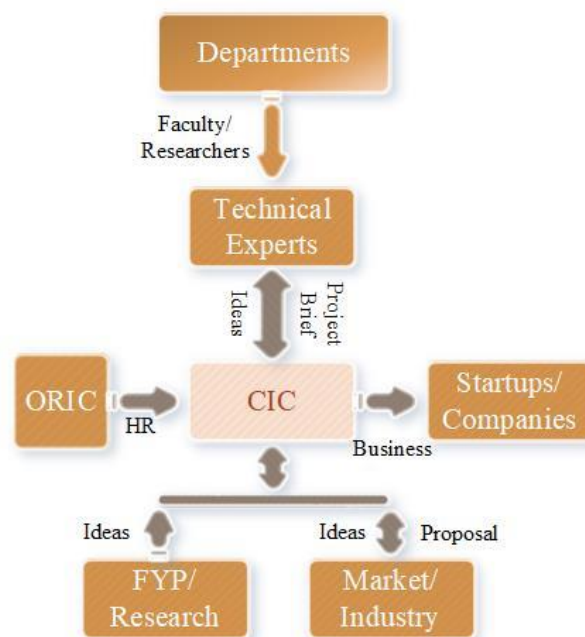 Departments
Faculty/
Researchers
Technical
Experts
Ideas
Project
Brief
ORIC
HR
CIC
Business
Startups/
Companies
Ideas
FYP/
Research
Ideas
Proposal
Market/
Industry